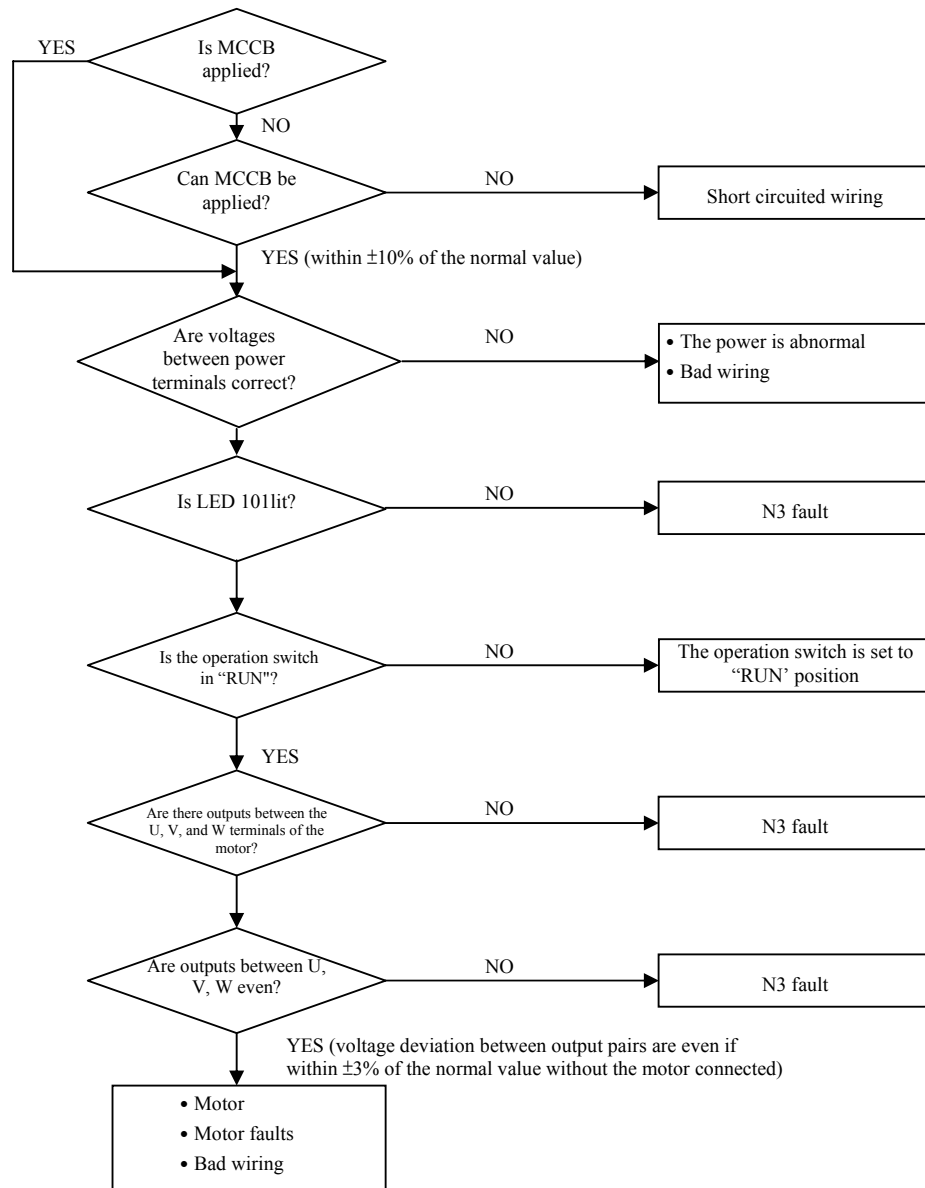 YES
Is MCCB
applied?
NO
Can MCCB be
applied?
NO
Short circuited wiring
YES (within ±10% of the normal value)
Are voltages
between power
terminals correct?
NO
• The power is abnormal
• Bad wiring
Is LED 101lit?
NO
N3 fault
Is the operation switch
in “RUN"?
NO
The operation switch is set to
“RUN’ position
YES
Are there outputs between the
U, V, and W terminals of the
motor?
NO
N3 fault
Are outputs between U,
V, W even?
NO
N3 fault
YES (voltage deviation between output pairs are even if
within ±3% of the normal value without the motor connected)
• Motor
• Motor faults
• Bad wiring